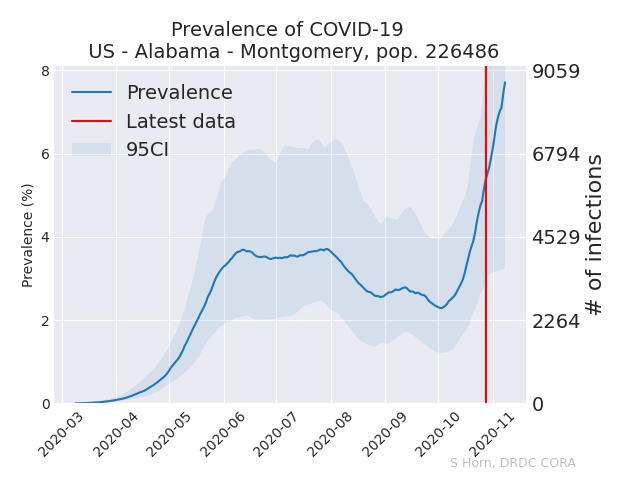 Prevalence of COVID-19
US - Alabama - Montgomery, pop. 226486
Prevalence
Latest data
95CI
Prevalence (%)
8
6
4
2
0
9059
6794
4529
2264
0
# of infections
2020-03
2020-04
2020-05
2020-06
2020-07
2020-08
2020-09
2020-10
2020-11
S Horn, DRDC CORA